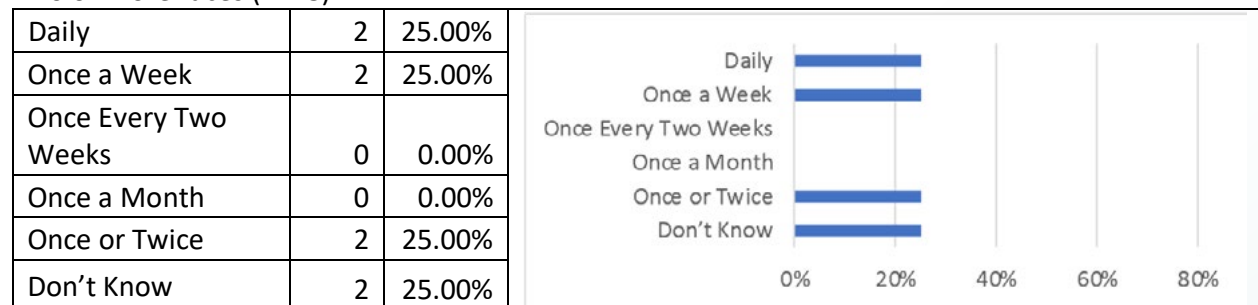 Daily 2 25.00%
Once a Week 2 25.00%
Once Every Two
Weeks 0 0.00%
Once a Month 0 0.00%
Once or Twice 2 25.00%
Don’t Know 2 25.00%
Daily
Once a Week
Once Every Two Weeks
Once a Month
Once or Twice
Don’t Know
0% 20% 40% 60% 80%